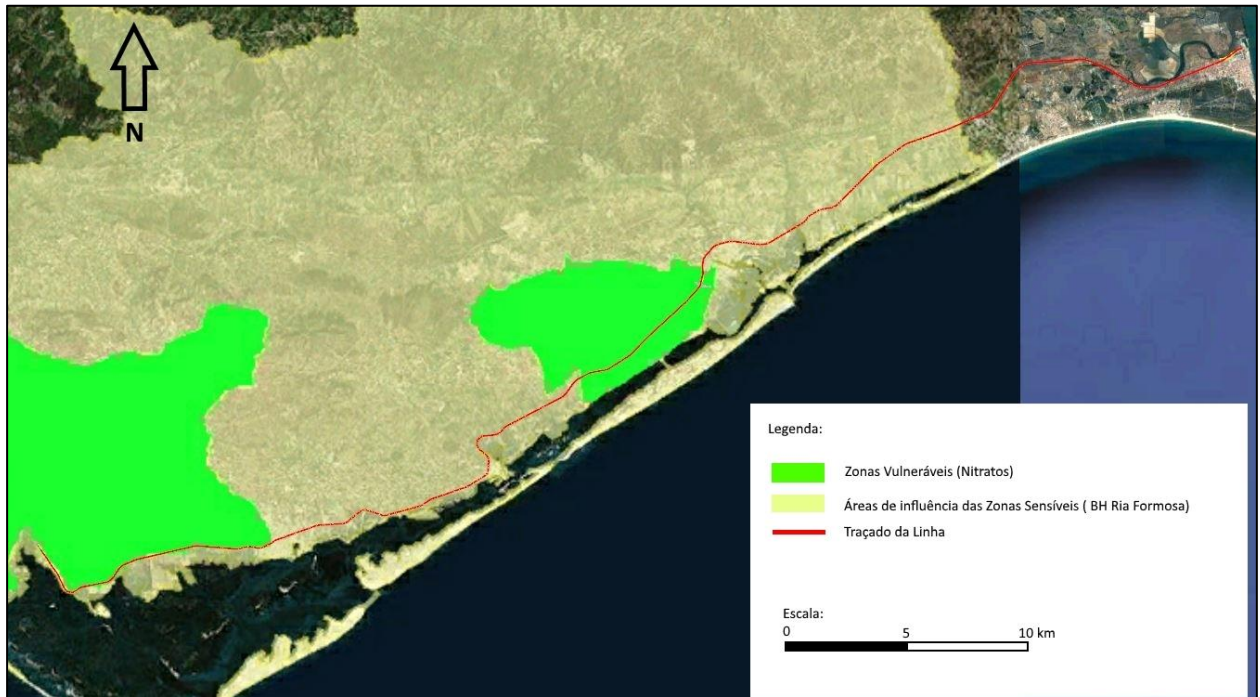 N
Legenda:
Zonas Vulneráveis (Nitratos)
Áreas de influência das Zonas Sensíveis ( BH Ria Formosa)
Traçado da Linha
Escala:
0 5 10 km